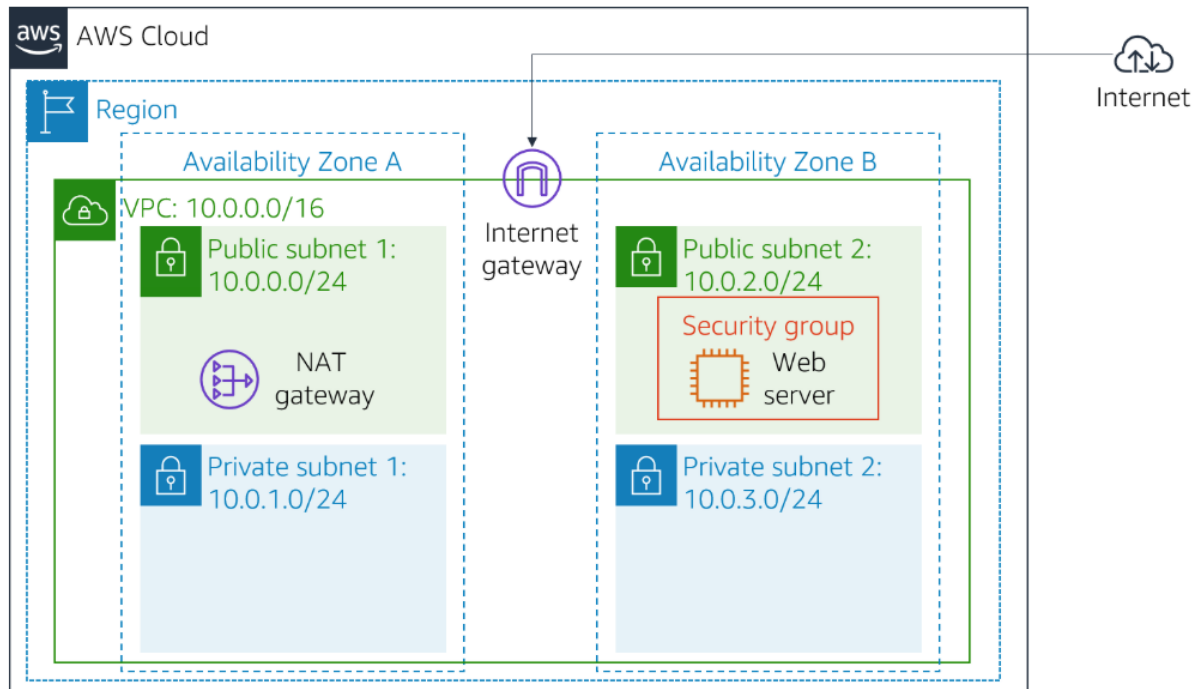 aws
AWS Cloud
Internet
Region
Availability Zone A
Availability Zone B
VPC: 10.0.0.0/16
Internet
gateway
Public subnet 1:
10.0.0.0/24
NAT
gateway
Public subnet 2:
10.0.2.0/24
Security group
Web
server
Private subnet 1:
10.0.1.0/24
Private subnet 2:
10.0.3.0/24